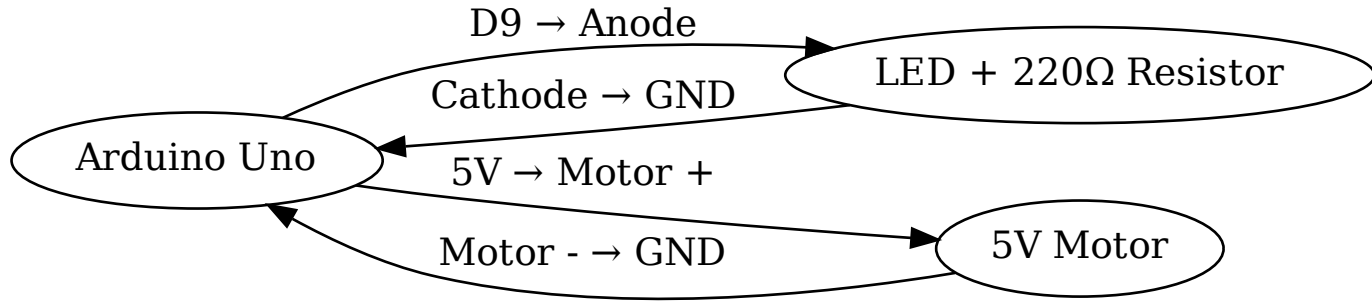 D9 → Anode
LED + 220Ω Resistor
Cathode → GND
Arduino Uno
5V → Motor +
5V Motor
Motor - → GND